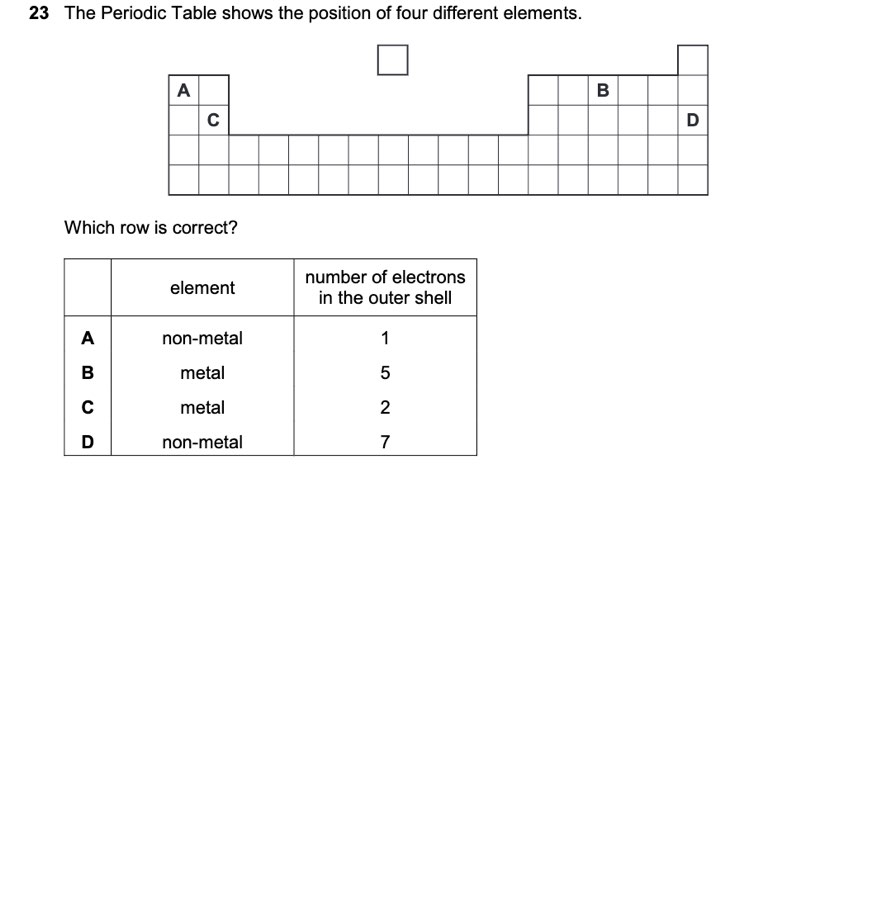 23 The Periodic Table shows the position of four different elements.
A B
C D
Which row is correct?
element number of electrons in the outer shell
A non-metal 1
B metal 5
C metal 2
D non-metal 7